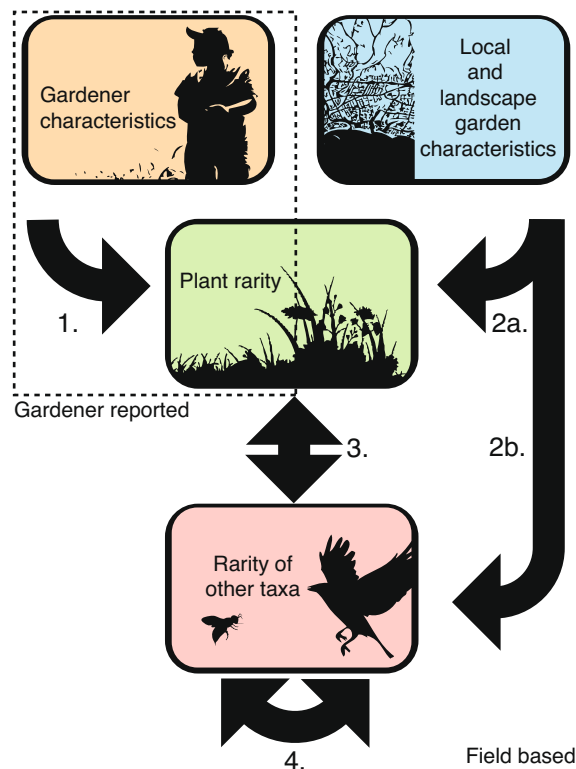 Gardener
characteristics
Local
and
landscape
garden
characteristics
Plant rarity
1.
2a.
Gardener reported
3.
2b.
Rarity of
other taxa
4.
Field based